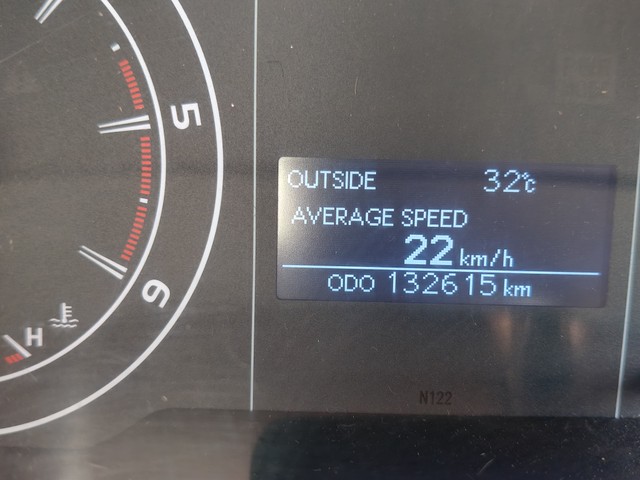 5
6
H
OUTSIDE 32℃
AVERAGE SPEED
22 km/h
ODO 132615 km
N122